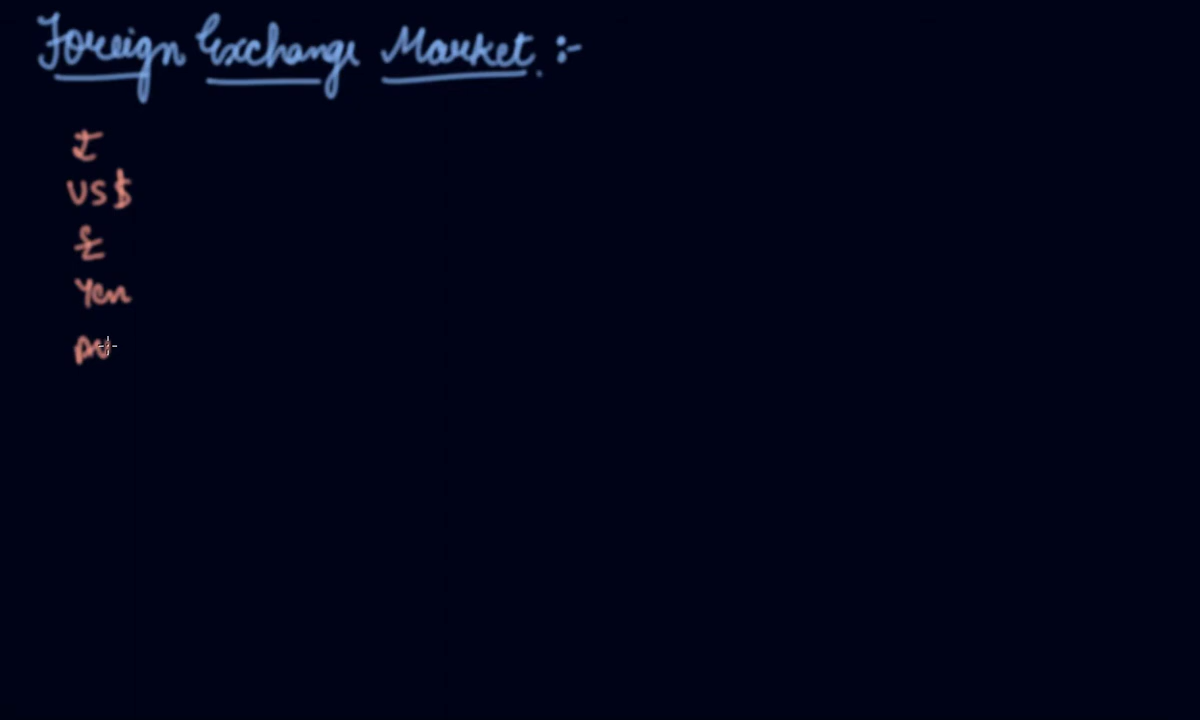 Foreign Exchange Market :-
₹
US $
£
Yen